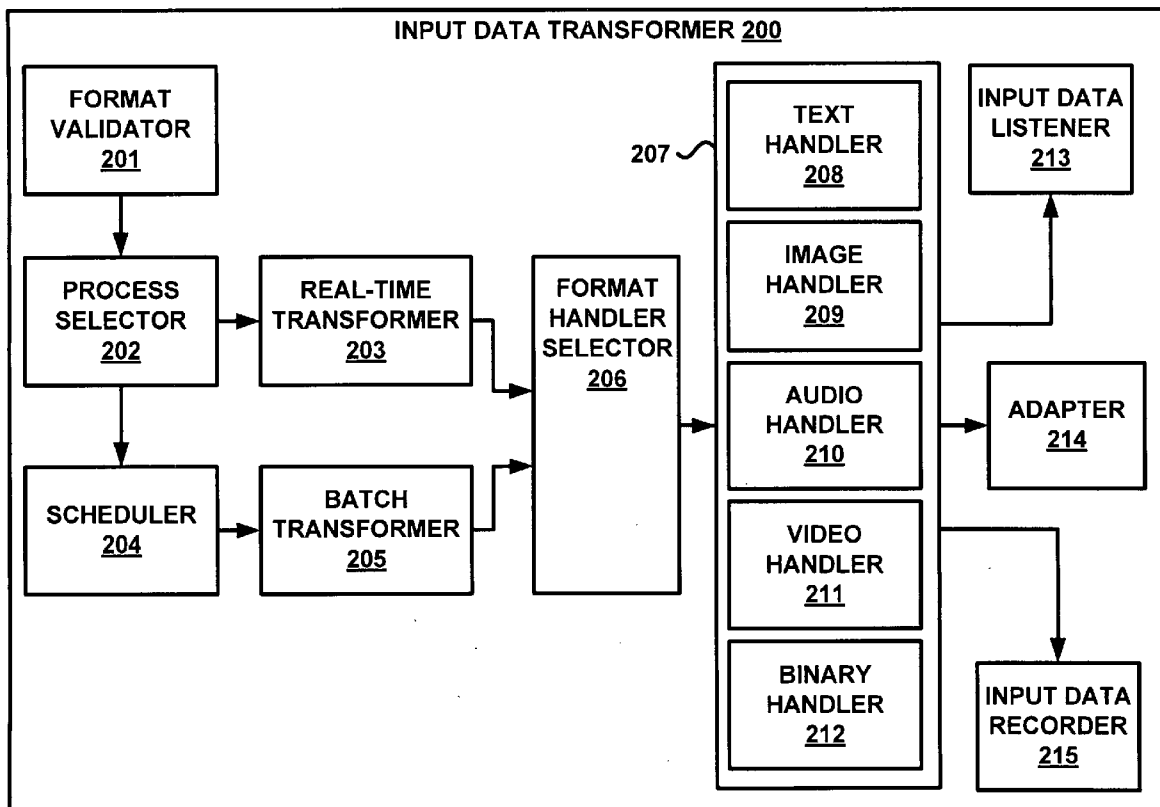 INPUT DATA TRANSFORMER 200
FORMAT
VALIDATOR
201
PROCESS
SELECTOR
202
REAL-TIME
TRANSFORMER
203
SCHEDULER
204
BATCH
TRANSFORMER
205
FORMAT
HANDLER
SELECTOR
206
207
TEXT
HANDLER
208
IMAGE
HANDLER
209
AUDIO
HANDLER
210
VIDEO
HANDLER
211
BINARY
HANDLER
212
INPUT DATA
LISTENER
213
ADAPTER
214
INPUT DATA
RECORDER
215